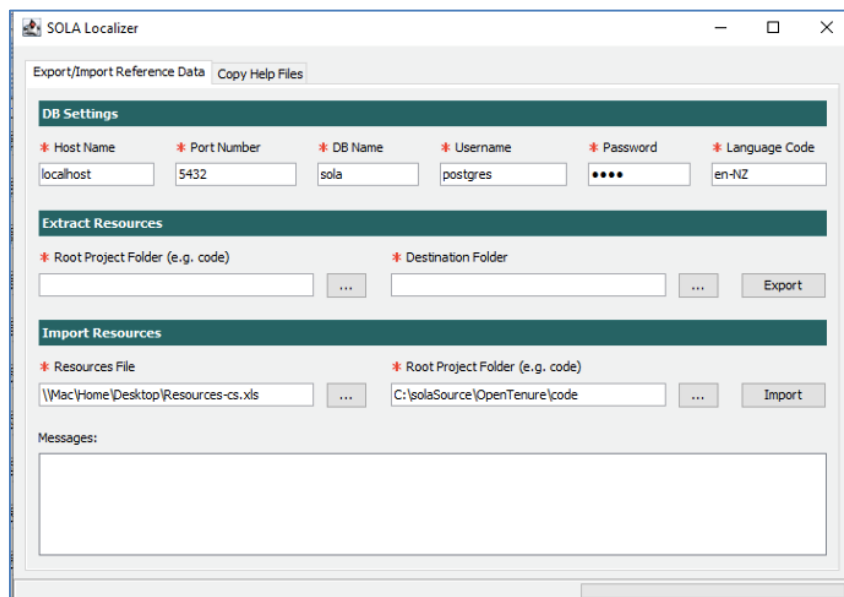 SOLA Localizer
Export/Import Reference Data Copy Help Files
DB Settings
* Host Name * Port Number * DB Name * Username * Password * Language Code
localhost 5432 sola postgres •••• en-NZ
Extract Resources
* Root Project Folder (e.g. code) * Destination Folder
... ... Export
Import Resources
* Resources File * Root Project Folder (e.g. code)
\\Mac\Home\Desktop\Resources-cs.xls ... C:\solaSource\OpenTenure\code ... Import
Messages: